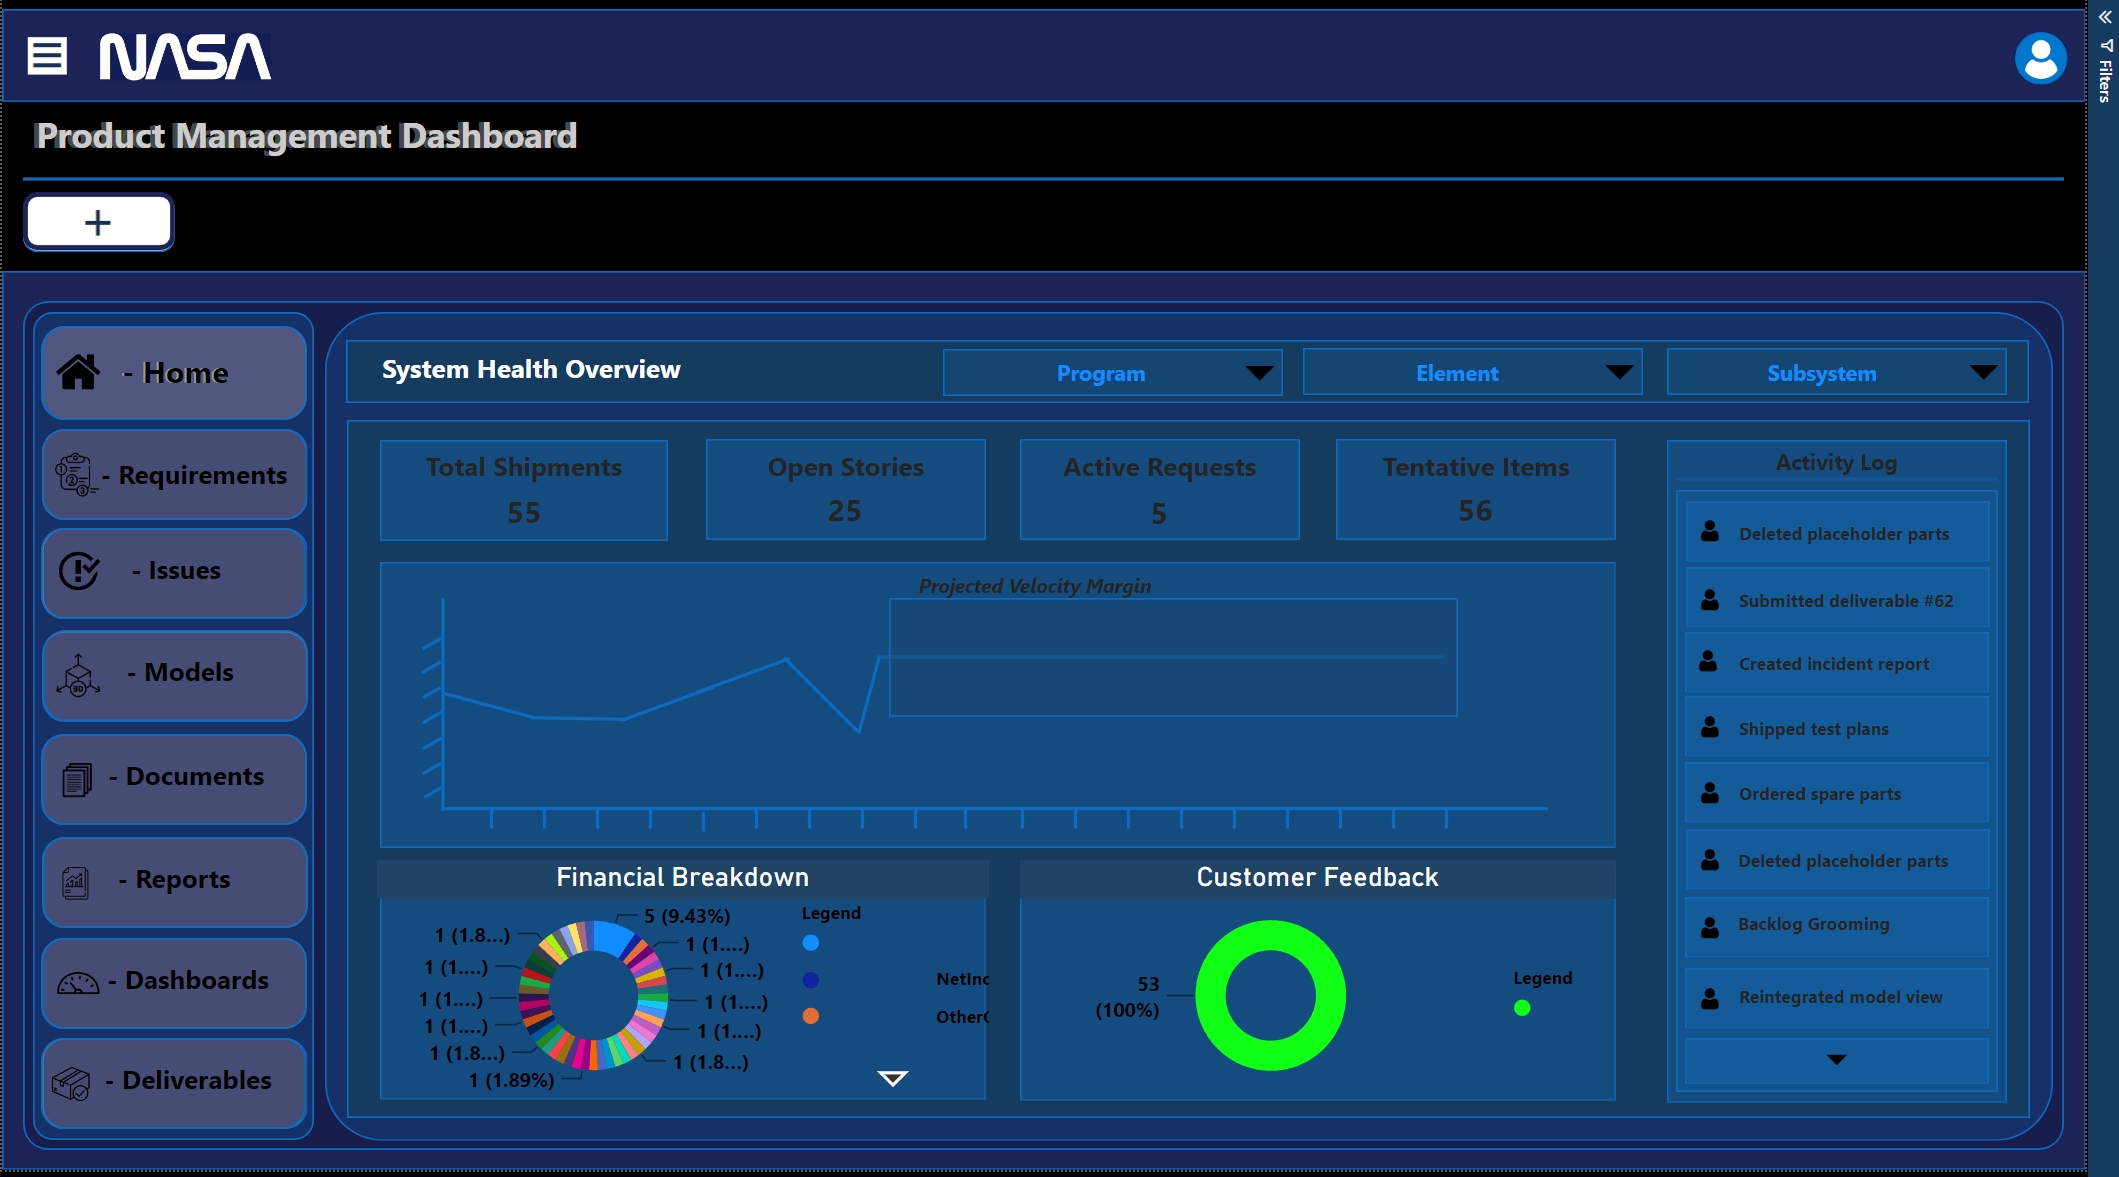 NASA
Filters
Product Management Dashboard
+
- Home
- Requirements
- Issues
- Models
- Documents
- Reports
- Dashboards
- Deliverables
System Health Overview
Program
Element
Subsystem
Total Shipments
55
Open Stories
25
Active Requests
5
Tentative Items
56
Projected Velocity Margin
Financial Breakdown
5 (9.43%)
1 (1....)
1 (1....)
1 (1....)
1 (1....)
1 (1.8...)
1 (1.89%)
1 (1.8...)
1 (1....)
1 (1....)
1 (1....)
1 (1.8...)
Legend
NetInc
Other
Customer Feedback
53
(100%)
Legend
Activity Log
Deleted placeholder parts
Submitted deliverable #62
Created incident report
Shipped test plans
Ordered spare parts
Deleted placeholder parts
Backlog Grooming
Reintegrated model view